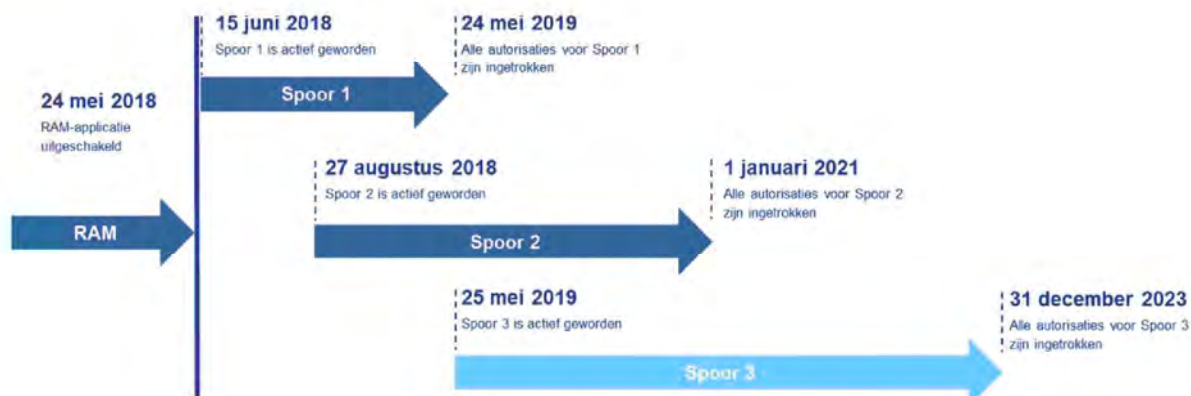 15 juni 2018
Spoor 1 is actief geworden
24 mei 2019
Alle autorisaties voor Spoor 1
zijn ingetrokken
Spoor 1
24 mei 2018
RAM-applicatie
uitgeschakeld
27 augustus 2018
Spoor 2 is actief geworden
1 januari 2021
Alle autorisaties voor Spoor 2
zijn ingetrokken
RAM
Spoor 2
25 mei 2019
Spoor 3 is actief geworden
31 december 2023
Alle autorisaties voor Spoor 3
zijn ingetrokken
Spoor 3